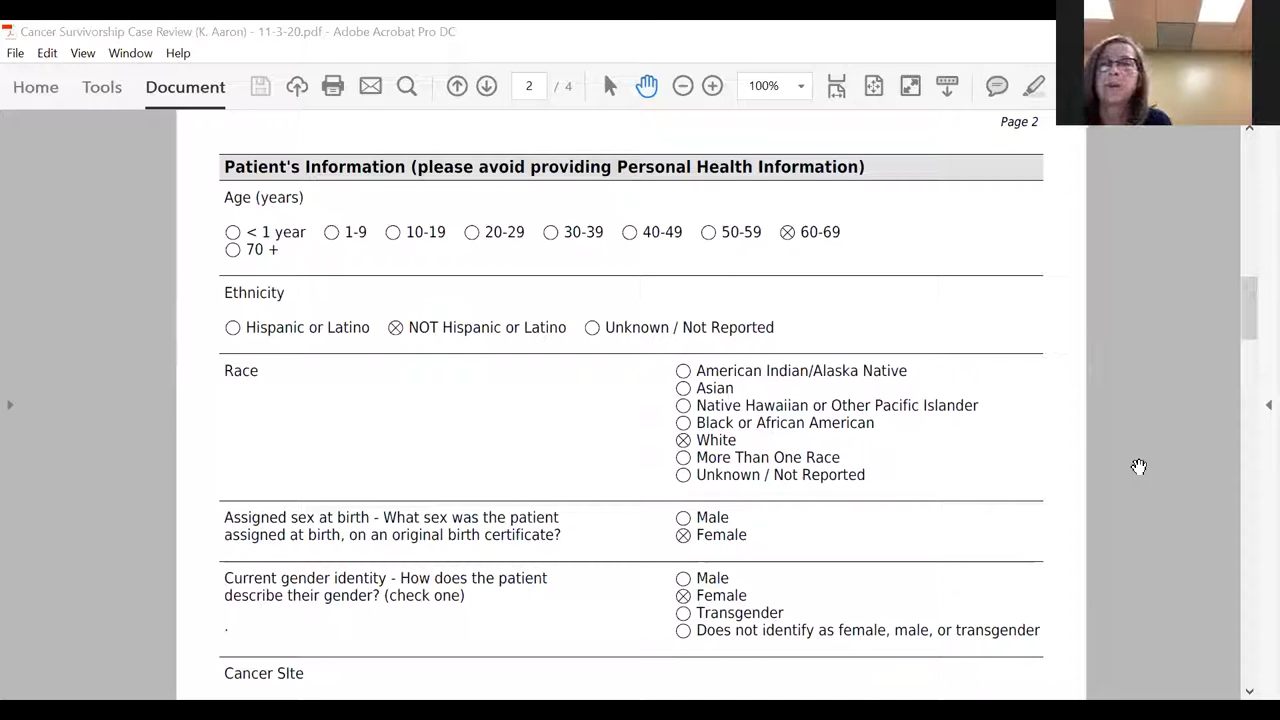 Cancer Survivorship Case Review (K. Aaron) - 11-3-20.pdf - Adobe Acrobat Pro DC
File Edit View Window Help
Home Tools Document 2 / 4 100%
Page 2
Patient's Information (please avoid providing Personal Health Information)
Age (years)
< 1 year 1-9 10-19 20-29 30-39 40-49 50-59 60-69
70 +
Ethnicity
Hispanic or Latino NOT Hispanic or Latino Unknown / Not Reported
Race
American Indian/Alaska Native
Asian
Native Hawaiian or Other Pacific Islander
Black or African American
White
More Than One Race
Unknown / Not Reported
Assigned sex at birth - What sex was the patient
assigned at birth, on an original birth certificate?
Male
Female
Current gender identity - How does the patient
describe their gender? (check one)
.
Male
Female
Transgender
Does not identify as female, male, or transgender
Cancer SIte